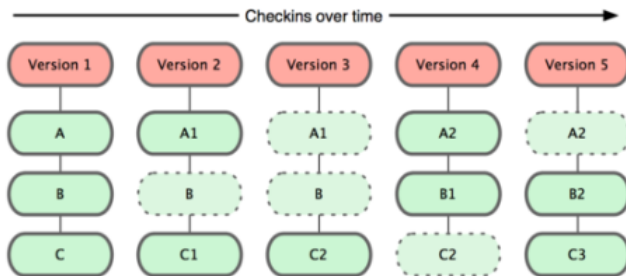 Checkins over time
Version 1 Version 2 Version 3 Version 4 Version 5
A A1 A1 A2 A2
B B B B1 B2
C C1 C2 C2 C3